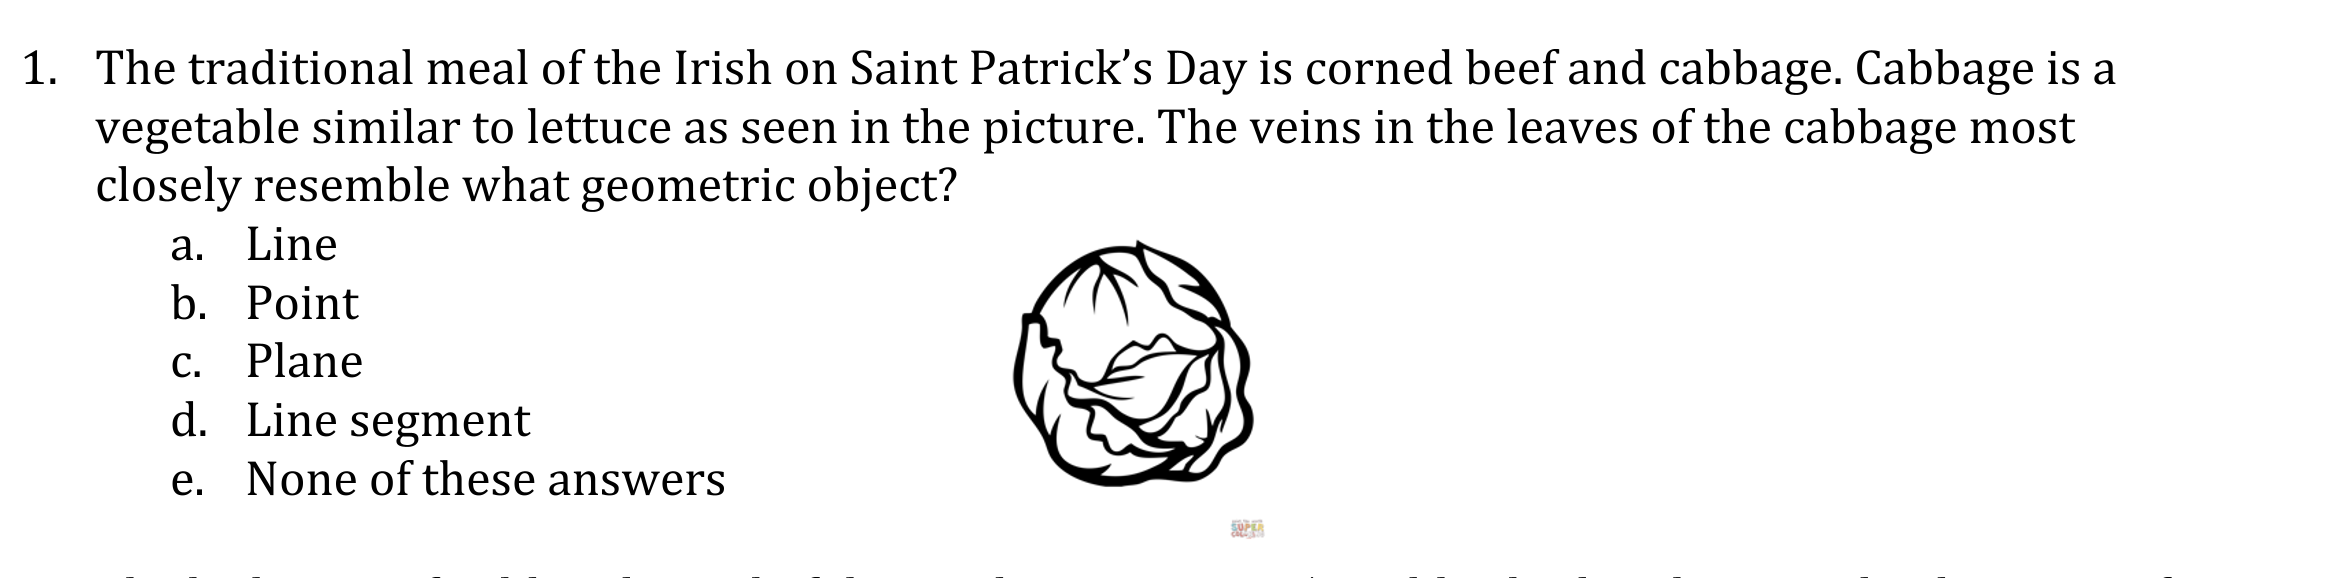 1. The traditional meal of the Irish on Saint Patrick’s Day is corned beef and cabbage. Cabbage is a
vegetable similar to lettuce as seen in the picture. The veins in the leaves of the cabbage most
closely resemble what geometric object?
a. Line
b. Point
c. Plane
d. Line segment
e. None of these answers
SUPER